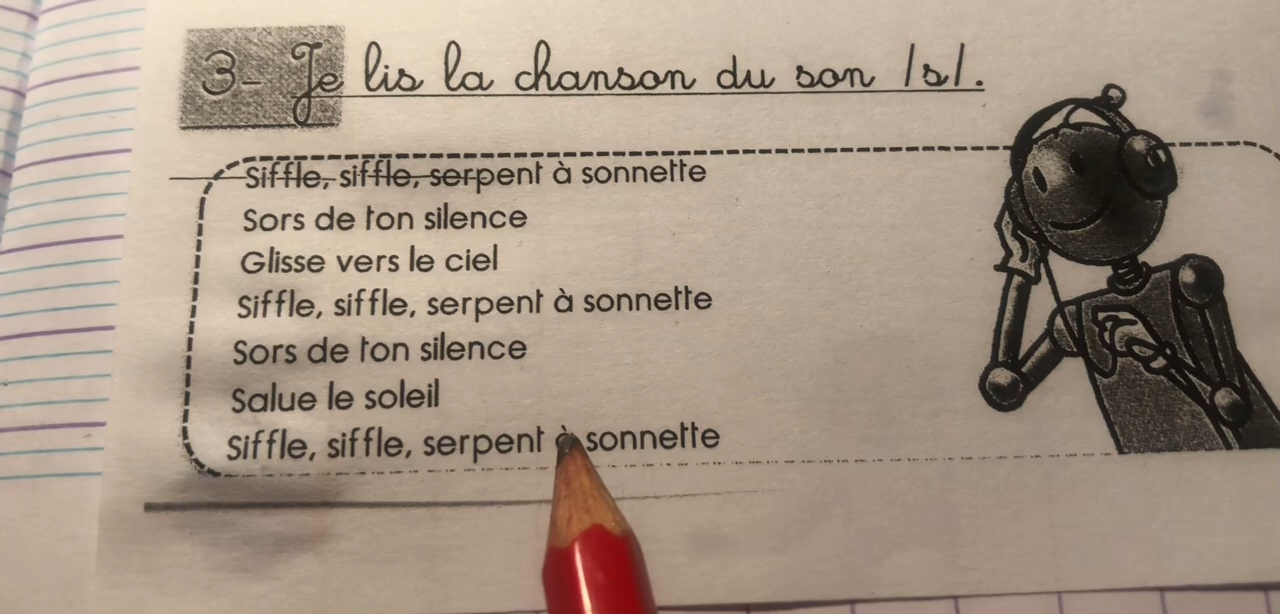 3- Je lis la chanson du son /s/.
Siffle, siffle, serpent à sonnette
Sors de ton silence
Glisse vers le ciel
Siffle, siffle, serpent à sonnette
Sors de ton silence
Salue le soleil
Siffle, siffle, serpent à sonnette